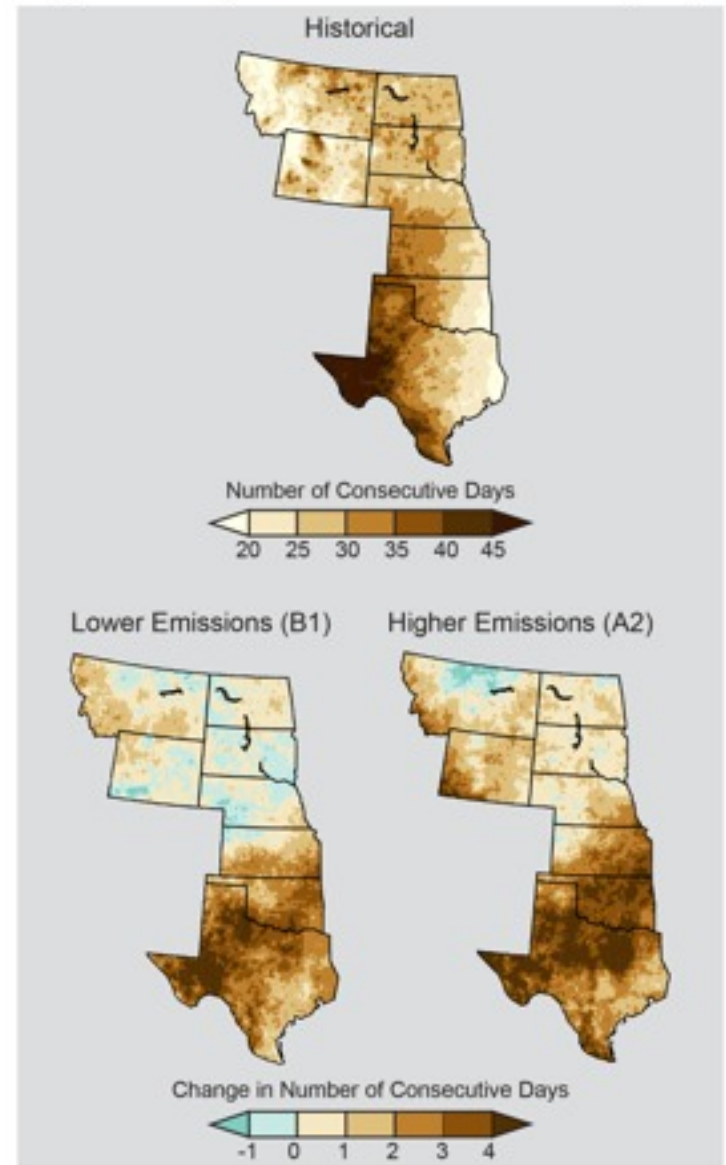 Historical
Number of Consecutive Days
20 25 30 35 40 45
Lower Emissions (B1) Higher Emissions (A2)
Change in Number of Consecutive Days
-1 0 1 2 3 4